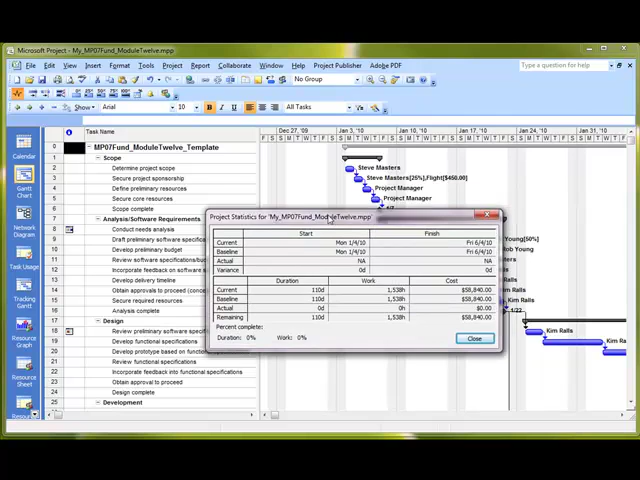 Microsoft Project - My_MP07Fund_ModuleTwelve.mpp
File Edit View Insert Format Tools Project Report Collaborate Window Help Project Publisher Adobe PDF
Type a question for help
No Group
Show Arial 10 B I U All Tasks
Task Name Dec 27, '09 Jan 3, '10 Jan 10, '10 Jan 17, '10 Jan 24, '10 Jan 31, '10
Calendar
Gantt Chart
Network Diagram
Task Usage
Tracking Gantt
Resource Graph
Resource Sheet
0 MP07Fund_ModuleTwelve_Template
1 Scope
2 Determine project scope Steve Masters
3 Secure project sponsorship Steve Masters[25%],Flight[$450.00]
4 Define preliminary resources Project Manager
5 Secure core resources Project Manager
6 Scope complete
7 Analysis/Software Requirements
8 Conduct needs analysis
9 Draft preliminary software specifi
10 Develop preliminary budget
11 Review software specifications
12 Incorporate feedback on software
13 Develop delivery timeline
14 Obtain approvals to proceed (
15 Secure required resources
16 Analysis complete
17 Design
18 Review preliminary software speci
19 Develop functional specifications
20 Develop prototype based on functi
21 Review functional specifications
22 Incorporate feedback into functional
23 Obtain approval to proceed
24 Design complete
25 Development
Project Statistics for 'My_MP07Fund_ModuleTwelve.mpp'
Start Finish
Current Mon 1/4/10 Fri 6/4/10
Baseline Mon 1/4/10 Fri 6/4/10
Actual NA NA
Variance 0d 0d
Duration Work Cost
Current 110d 1,538h $58,840.00
Baseline 110d 1,538h $58,840.00
Actual 0d 0h $0.00
Remaining 110d 1,538h $58,840.00
Percent complete:
Duration: 0% Work: 0%
Close
Young[50%]
Kim Ralls
Kim Ralls
1/22
Kim Ralls
Kim Ralls